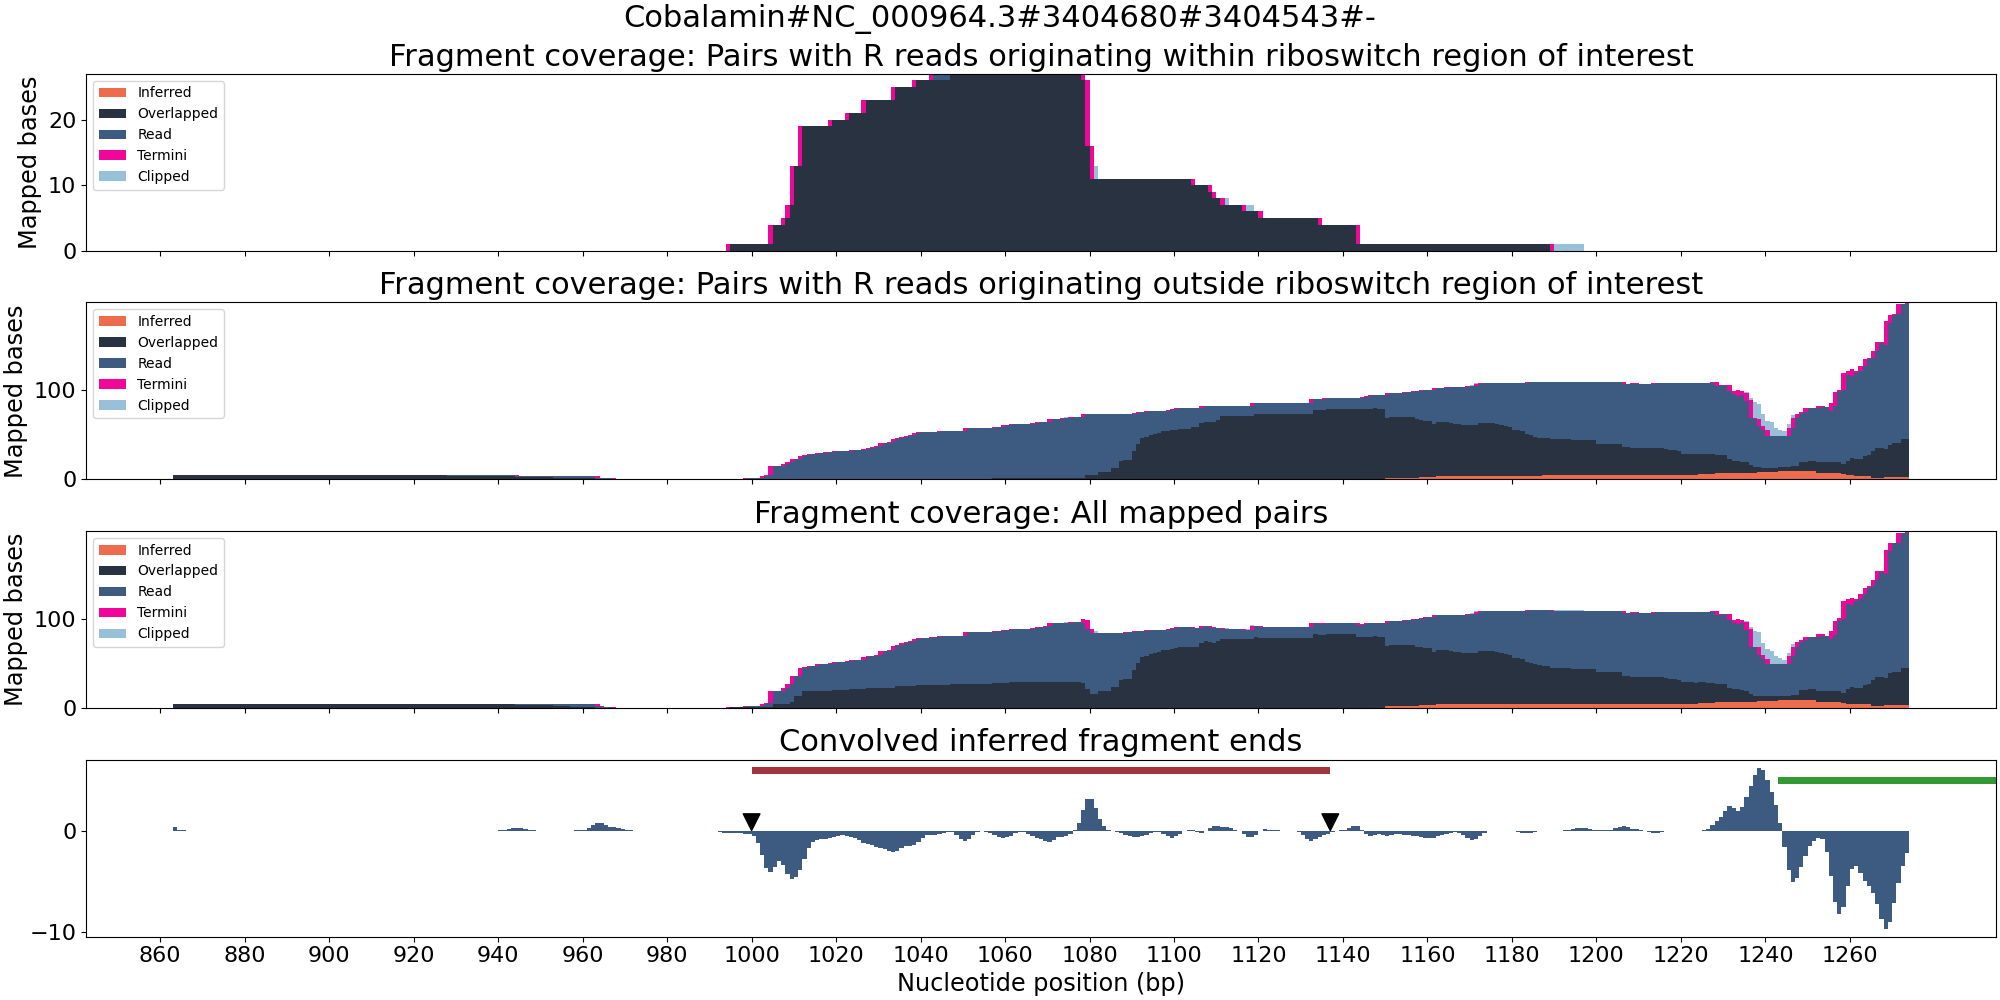 Cobalamin#NC_000964.3#3404680#3404543#-
Fragment coverage: Pairs with R reads originating within riboswitch region of interest
Mapped bases
20
10
0
Inferred
Overlapped
Read
Termini
Clipped
Fragment coverage: Pairs with R reads originating outside riboswitch region of interest
Mapped bases
100
0
Inferred
Overlapped
Read
Termini
Clipped
Fragment coverage: All mapped pairs
Mapped bases
100
0
Inferred
Overlapped
Read
Termini
Clipped
Convolved inferred fragment ends
0
−10
860 880 900 920 940 960 980 1000 1020 1040 1060 1080 1100 1120 1140 1160 1180 1200 1220 1240 1260
Nucleotide position (bp)